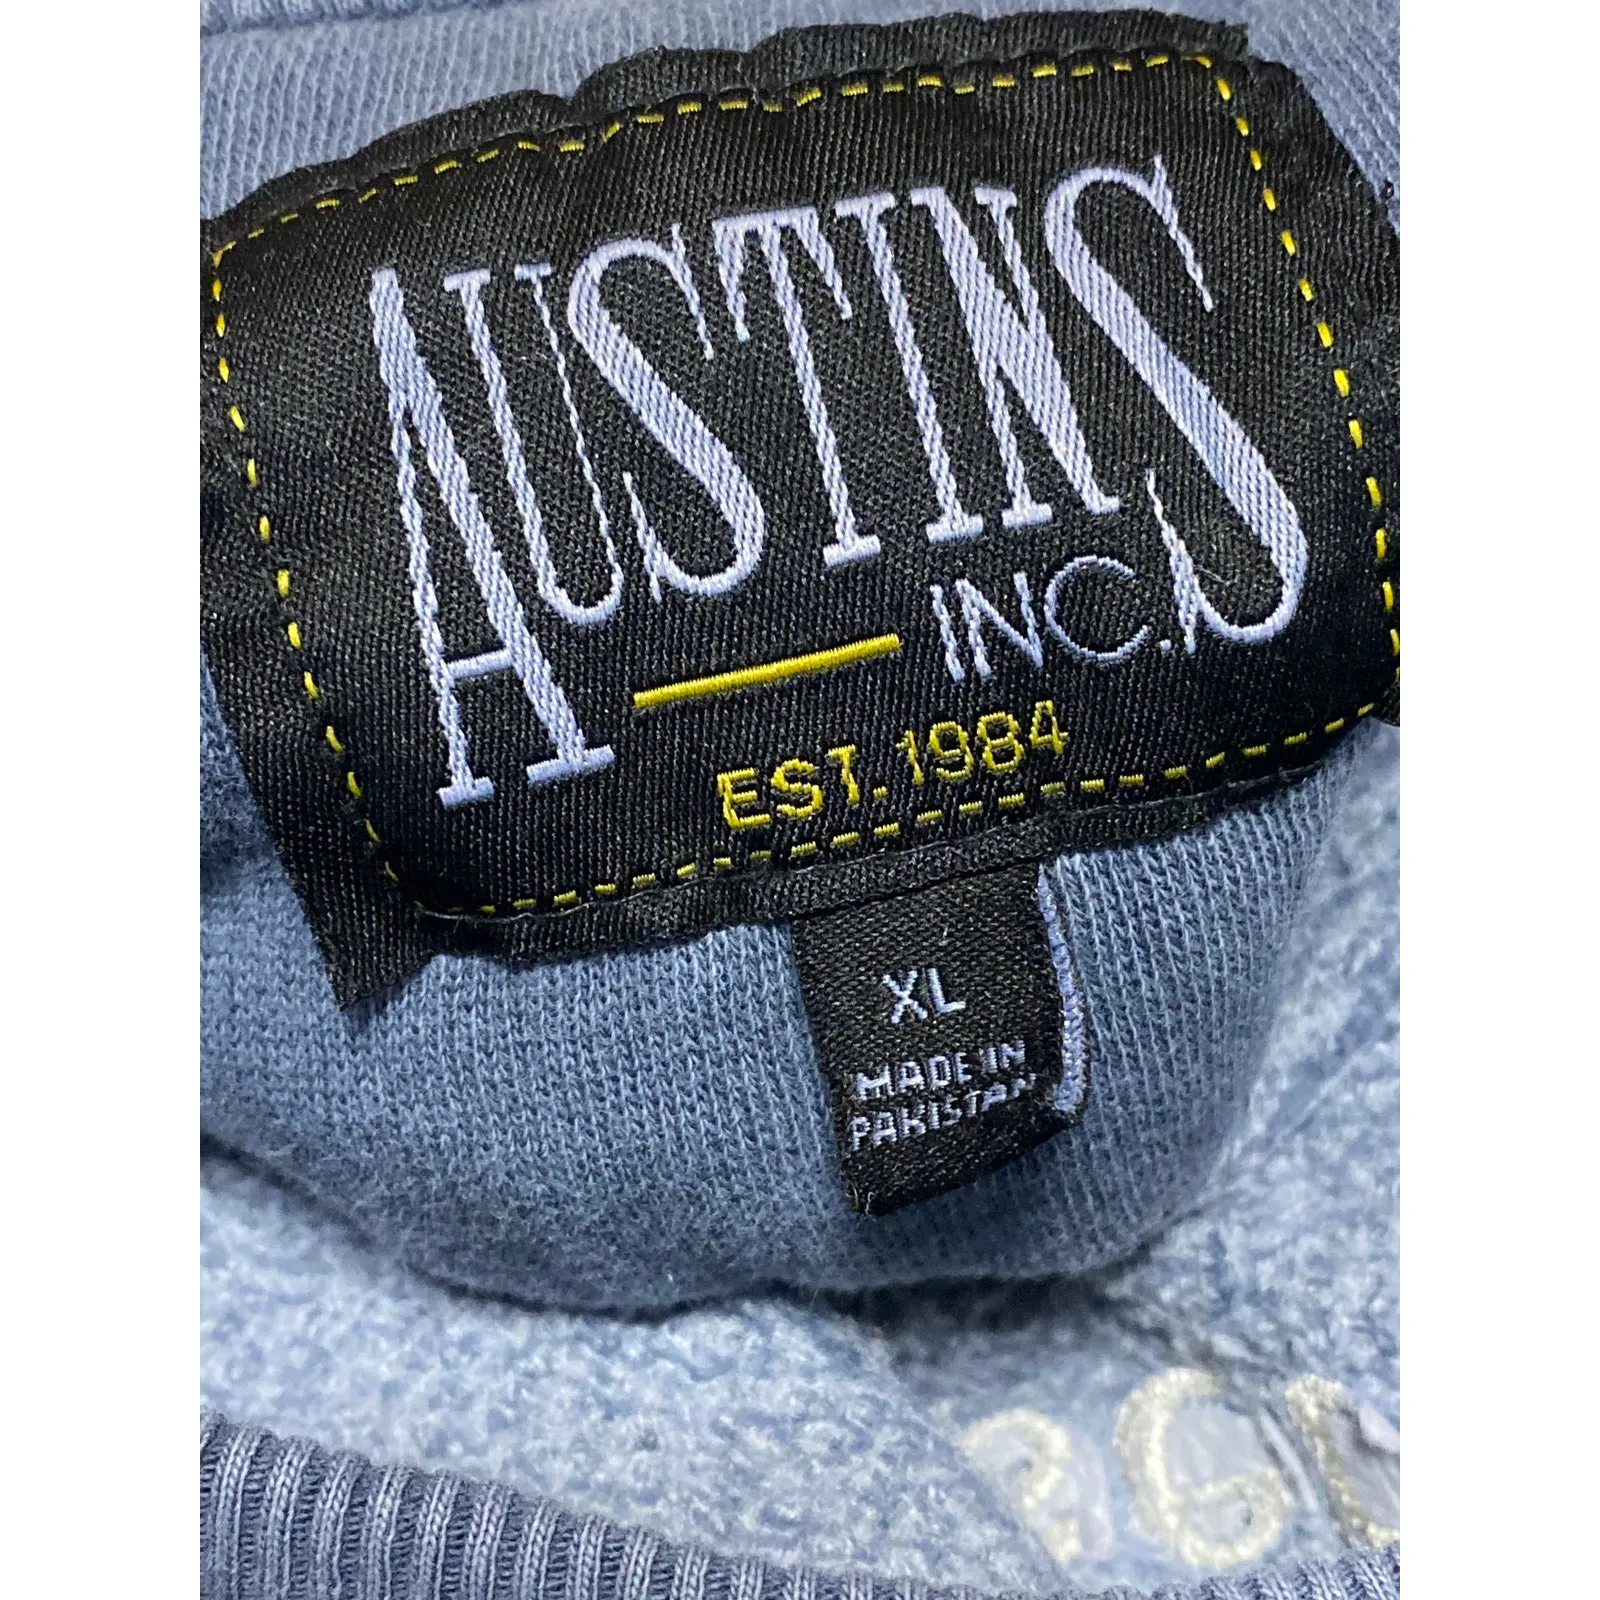 AUSTINS
INC.
EST. 1984
XL
MADE IN
PAKISTAN